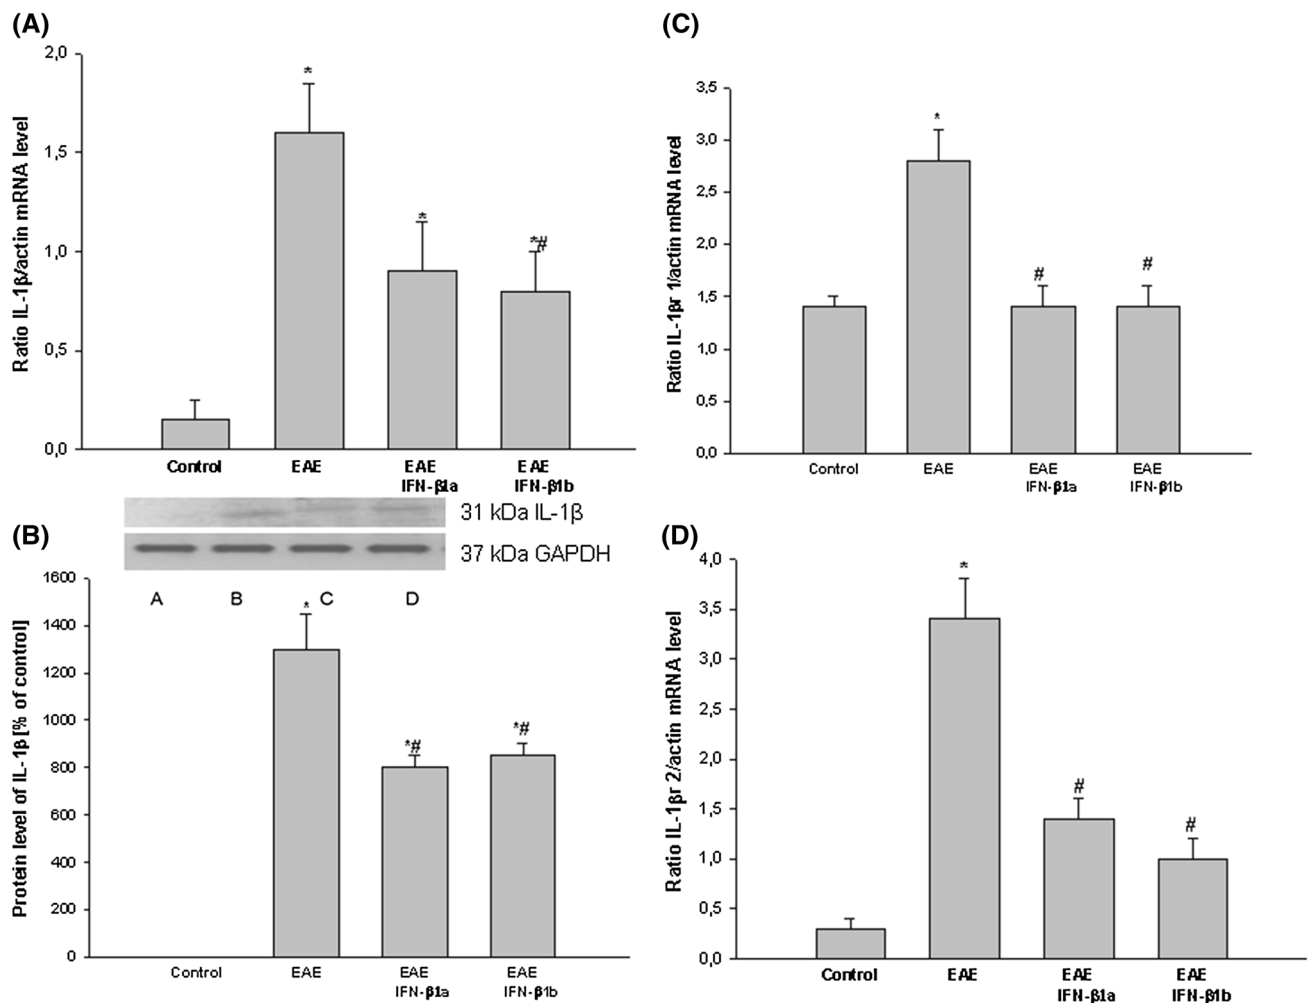 (A)
2,0
1,5
1,0
0,5
0,0
Ratio IL-1β/actin mRNA level
*
*
*#
Control
EAE
EAE
IFN-β1a
EAE
IFN-β1b
31 kDa IL-1β
37 kDa GAPDH
(B)
1600
1400
1200
1000
800
600
400
200
0
Protein level of IL-1β [% of control]
A
B
C
D
*
*#
*#
Control
EAE
EAE
IFN-β1a
EAE
IFN-β1b
(C)
3,5
3,0
2,5
2,0
1,5
1,0
0,5
0,0
Ratio IL-1βr 1/actin mRNA level
*
#
#
Control
EAE
EAE
IFN-β1a
EAE
IFN-β1b
(D)
4,0
3,5
3,0
2,5
2,0
1,5
1,0
0,5
0,0
Ratio IL-1βr 2/actin mRNA level
*
#
#
Control
EAE
EAE
IFN-β1a
EAE
IFN-β1b